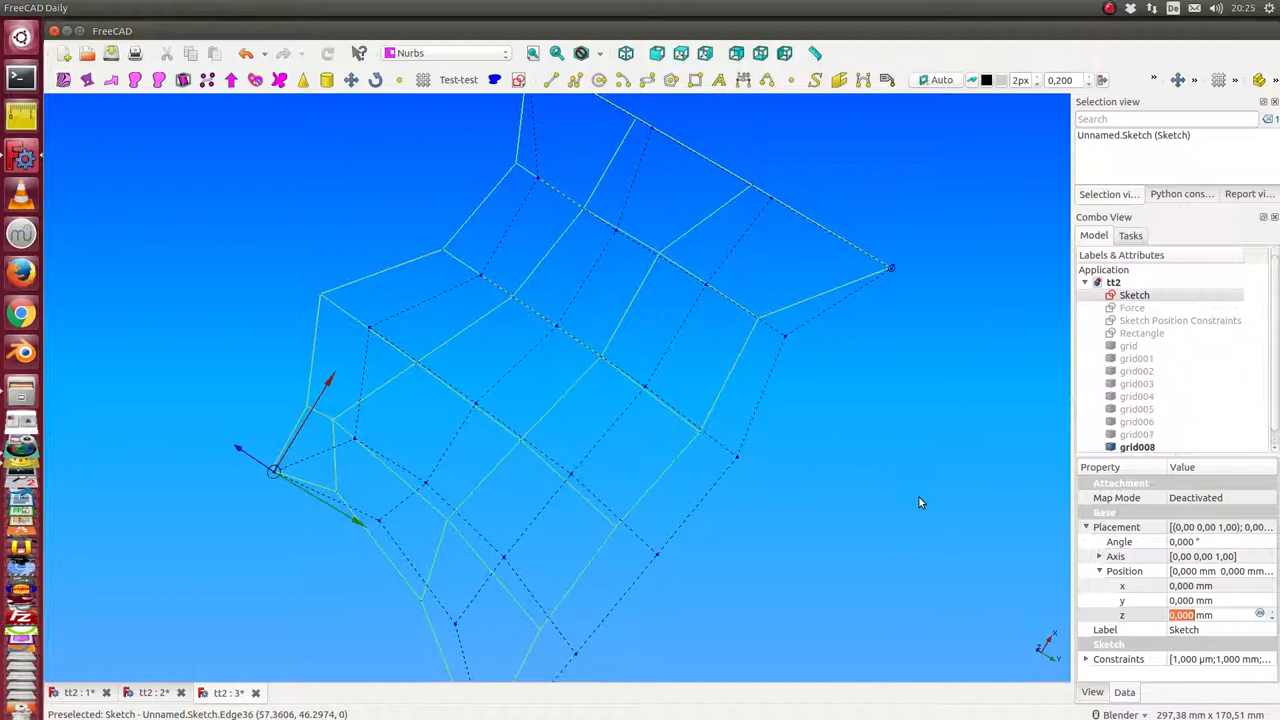 FreeCAD Daily
De
20:25
FreeCAD
Nurbs
Test-test
Auto
2px
0,200
Selection view
Search
1
Unnamed.Sketch (Sketch)
Selection vi...
Python cons...
Report vi...
Combo View
Model
Tasks
Labels & Attributes
Application
tt2
Sketch
Force
Sketch Position Constraints
Rectangle
grid
grid001
grid002
grid003
grid004
grid005
grid006
grid007
grid008
Property
Value
Attachment
Map Mode
Deactivated
Base
Placement
[(0,00 0,00 1,00); 0,00...
Angle
0,000 °
Axis
[0,00 0,00 1,00]
Position
[0,000 mm 0,000 mm...
x
0,000 mm
y
0,000 mm
z
0,000 mm
Label
Sketch
Sketch
Constraints
[1,000 µm;1,000 mm;...
View
Data
X
Z
Y
tt2 : 1*
tt2 : 2*
tt2 : 3*
Preselected: Sketch - Unnamed.Sketch.Edge36 (57.3606, 46.2974, 0)
Blender
297,38 mm x 170,51 mm